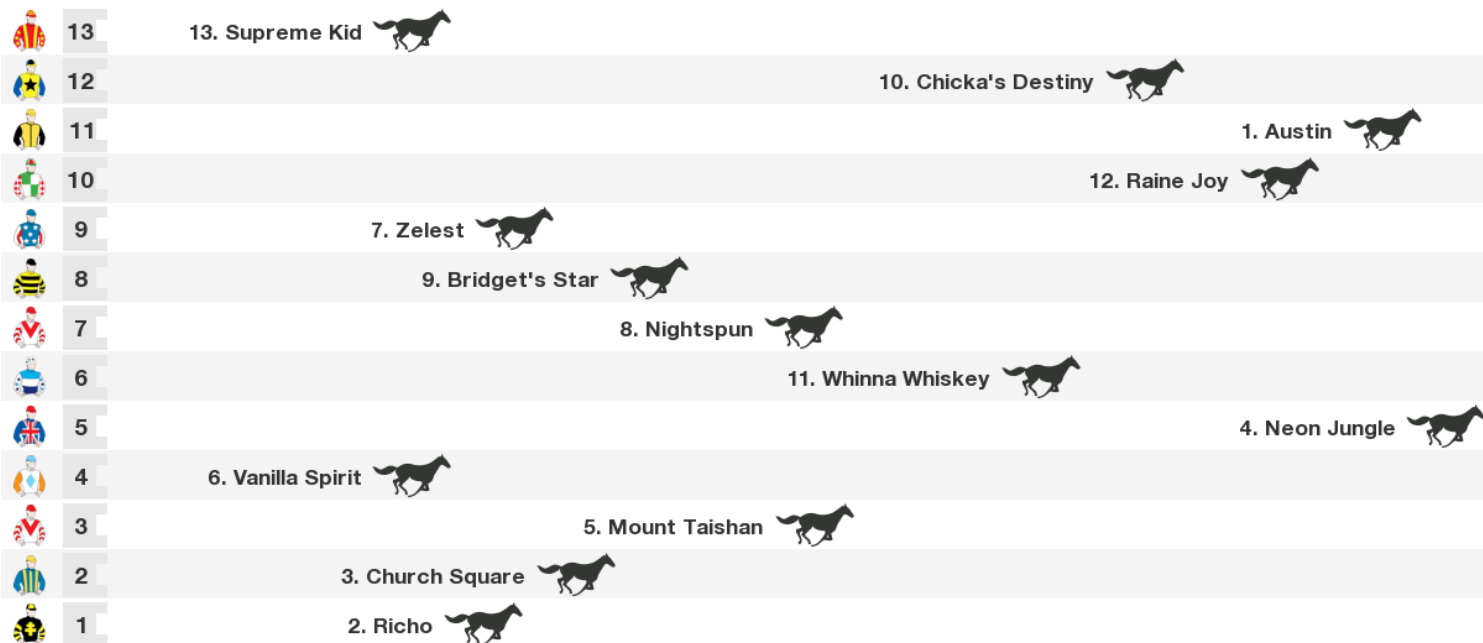 13 13. Supreme Kid
12 10. Chicka's Destiny
11 1. Austin
10 12. Raine Joy
9 7. Zelest
8 9. Bridget's Star
7 8. Nightspun
6 11. Whinna Whiskey
5 4. Neon Jungle
4 6. Vanilla Spirit
3 5. Mount Taishan
2 3. Church Square
1 2. Richo